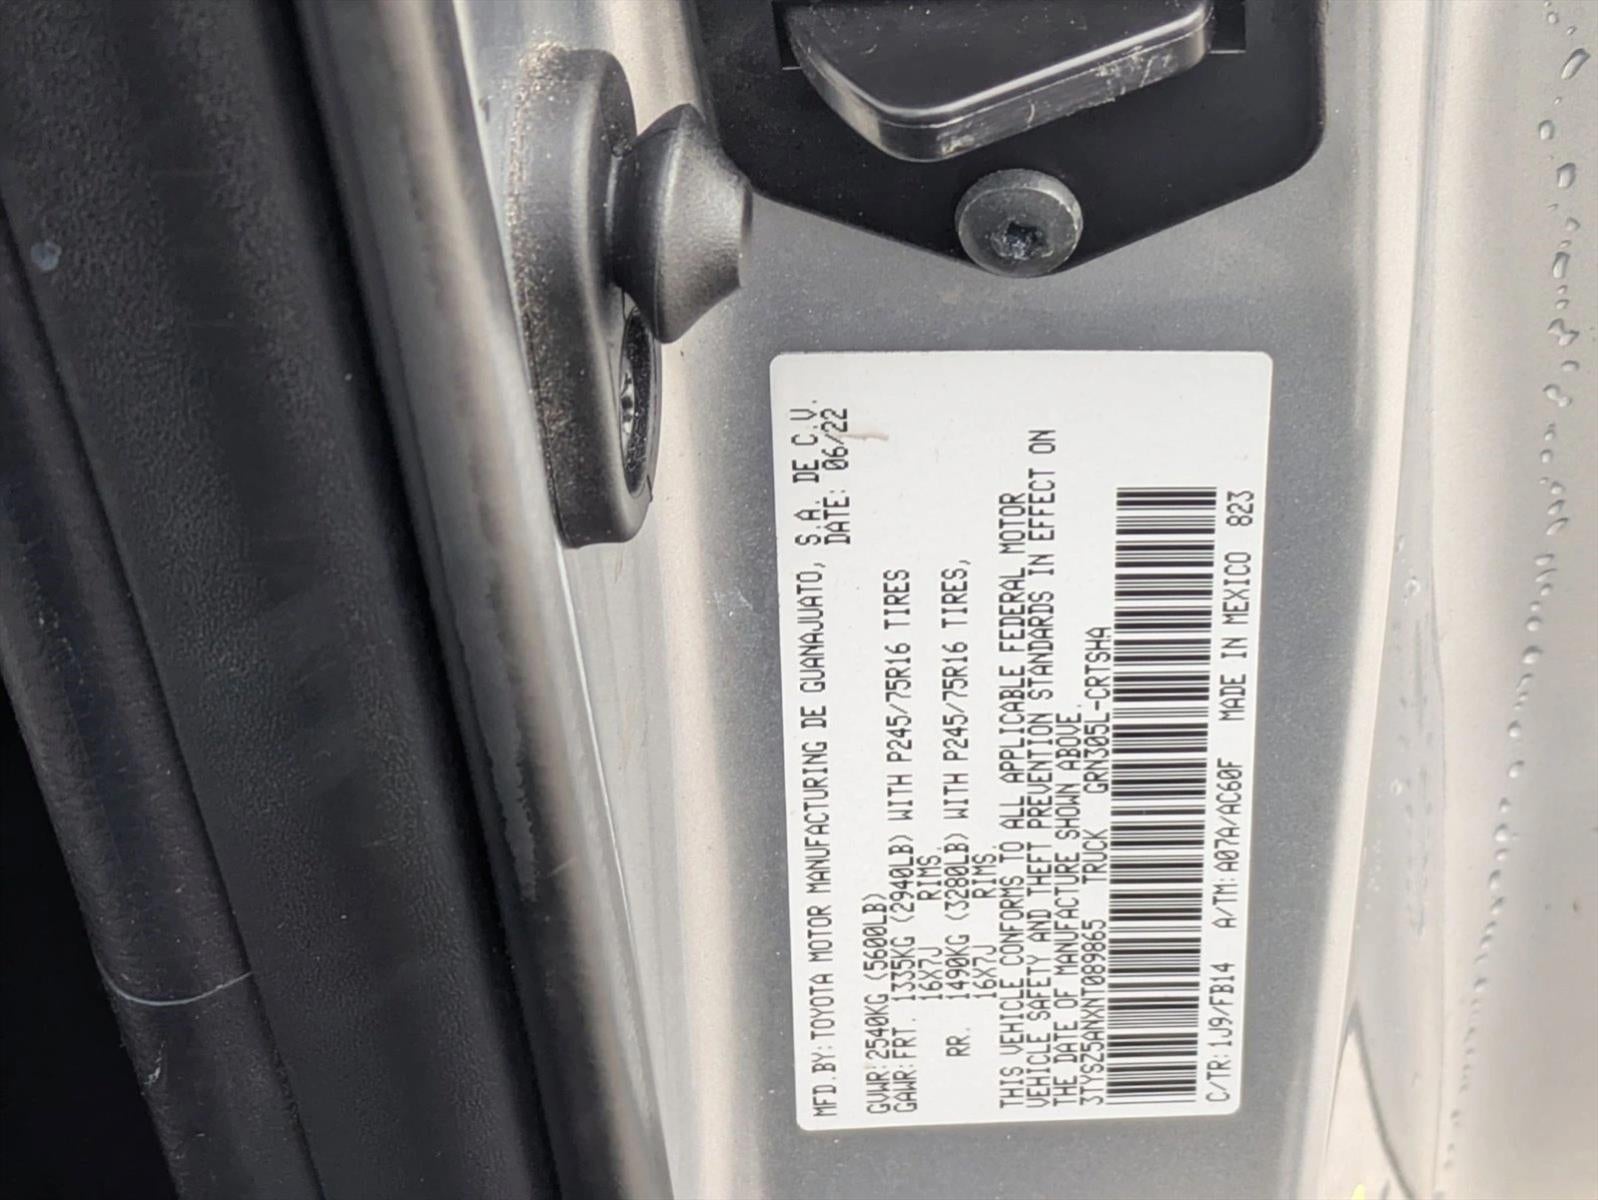 MFD.BY:TOYOTA MOTOR MANUFACTURING DE GUANAJUATO, S.A. DE C.V.
DATE: 06/22
GVWR:2540KG (5600LB)
GAWR:FRT. 1335KG (2940LB) WITH P245/75R16 TIRES
16X7J RIMS.
RR. 1490KG (3280LB) WITH P245/75R16 TIRES,
16X7J RIMS.
THIS VEHICLE CONFORMS TO ALL APPLICABLE FEDERAL MOTOR
VEHICLE SAFETY AND THEFT PREVENTION STANDARDS IN EFFECT ON
THE DATE OF MANUFACTURE SHOWN ABOVE.
3TYSZ5ANXNT089865 TRUCK GRN305L-CRTSHA
C/TR:1J9/FB14 A/TM:A07A/AC60F MADE IN MEXICO 823